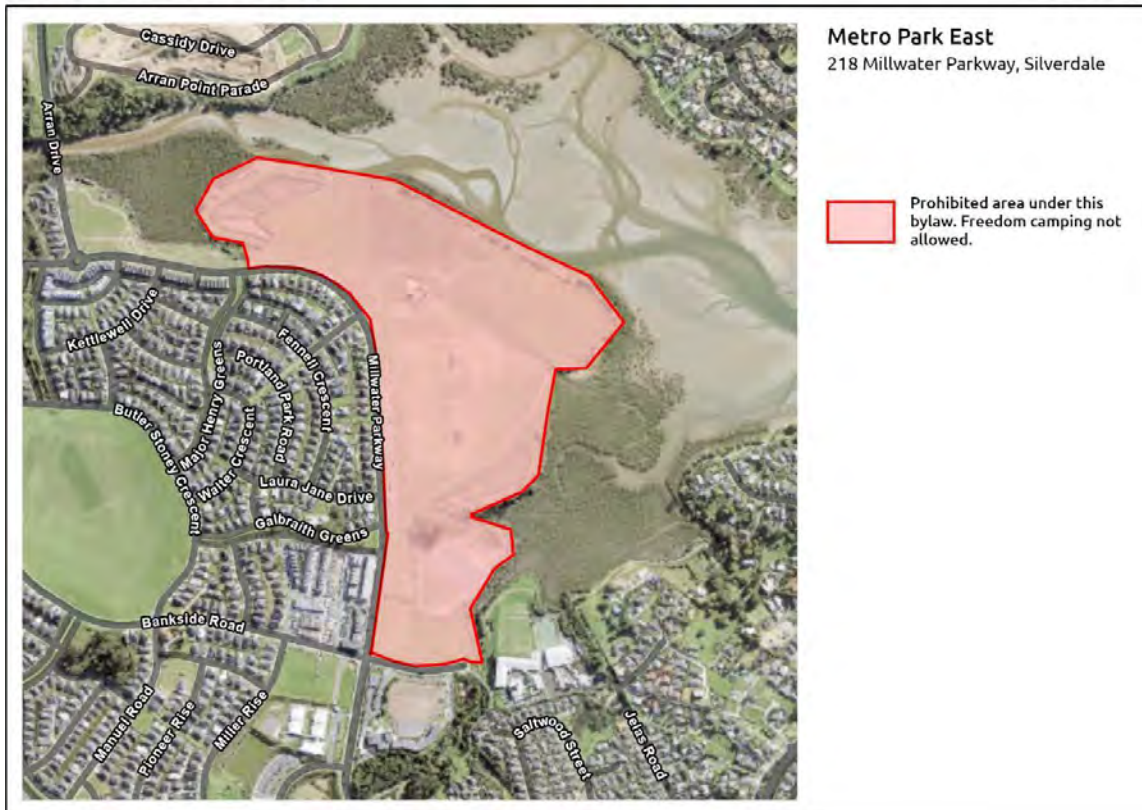 Metro Park East
218 Millwater Parkway, Silverdale
Prohibited area under this
bylaw. Freedom camping not
allowed.
Cassidy Drive
Arran Point Parade
Arran Drive
Kettlewell Drive
Fennell Crescent
Portland Park Road
Major Henry Greens
Millwater Parkway
Butler Stoney Crescent
Walter Crescent
Laura Jane Drive
Galbraith Greens
Bankside Road
Manuel Road
Pioneer Rise
Miller Rise
Saltwood Street
Jelas Road